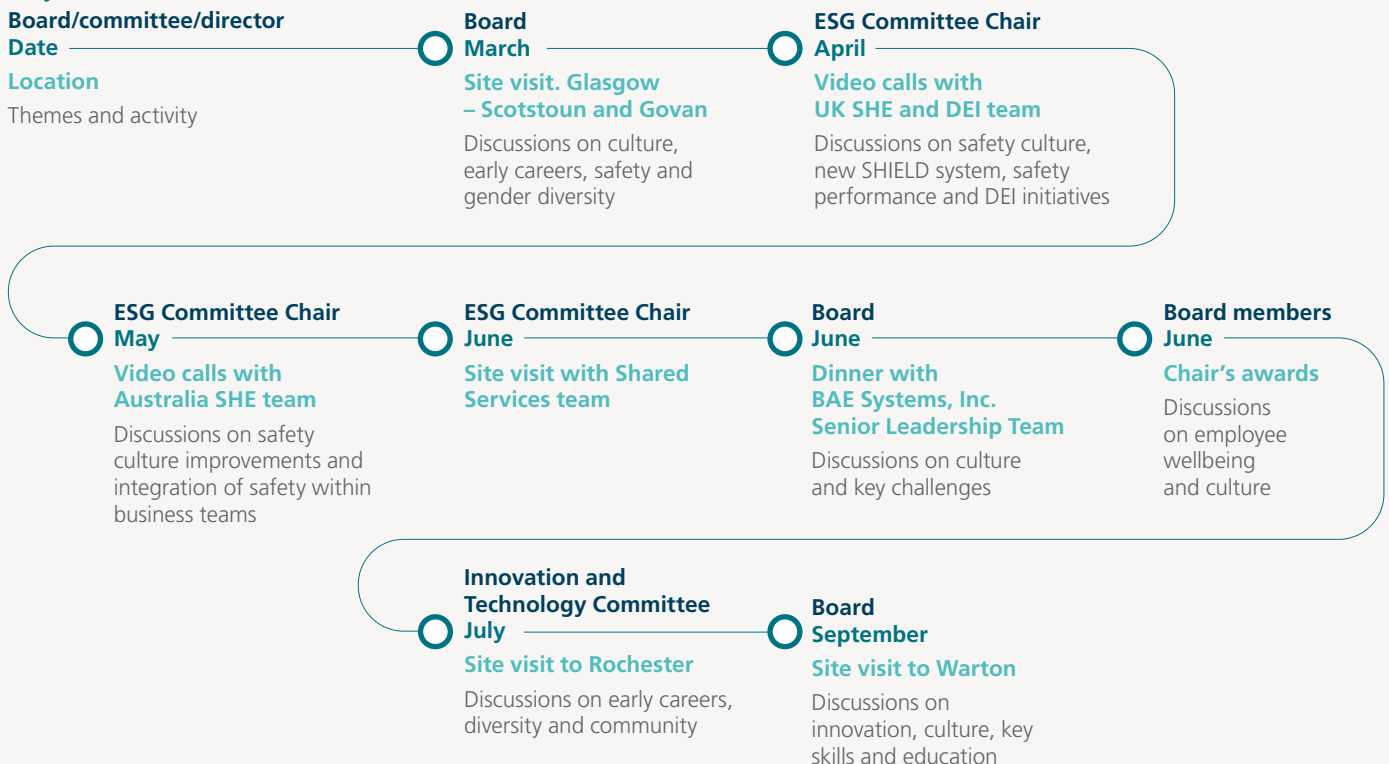 Board/committee/director
Date
Location
Themes and activity
Board
March
Site visit. Glasgow
– Scotstoun and Govan
Discussions on culture,
early careers, safety and
gender diversity
ESG Committee Chair
April
Video calls with
UK SHE and DEI team
Discussions on safety culture,
new SHIELD system, safety
performance and DEI initiatives
ESG Committee Chair
May
Video calls with
Australia SHE team
Discussions on safety
culture improvements and
integration of safety within
business teams
ESG Committee Chair
June
Site visit with Shared
Services team
Board
June
Dinner with
BAE Systems, Inc.
Senior Leadership Team
Discussions on culture
and key challenges
Board members
June
Chair’s awards
Discussions
on employee
wellbeing
and culture
Innovation and
Technology Committee
July
Site visit to Rochester
Discussions on early careers,
diversity and community
Board
September
Site visit to Warton
Discussions on
innovation, culture, key
skills and education